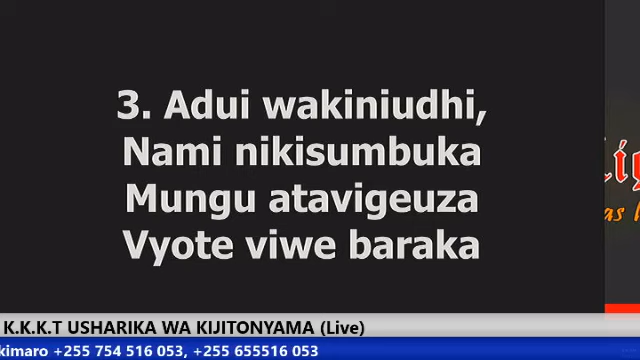 3. Adui wakiniudhi,
Nami nikisumbuka
Mungu atavigeuza
Vyote viwe baraka
K.K.K.T USHARIKA WA KIJITONYAMA (Live)
kimaro +255 754 516 053, +255 655516 053